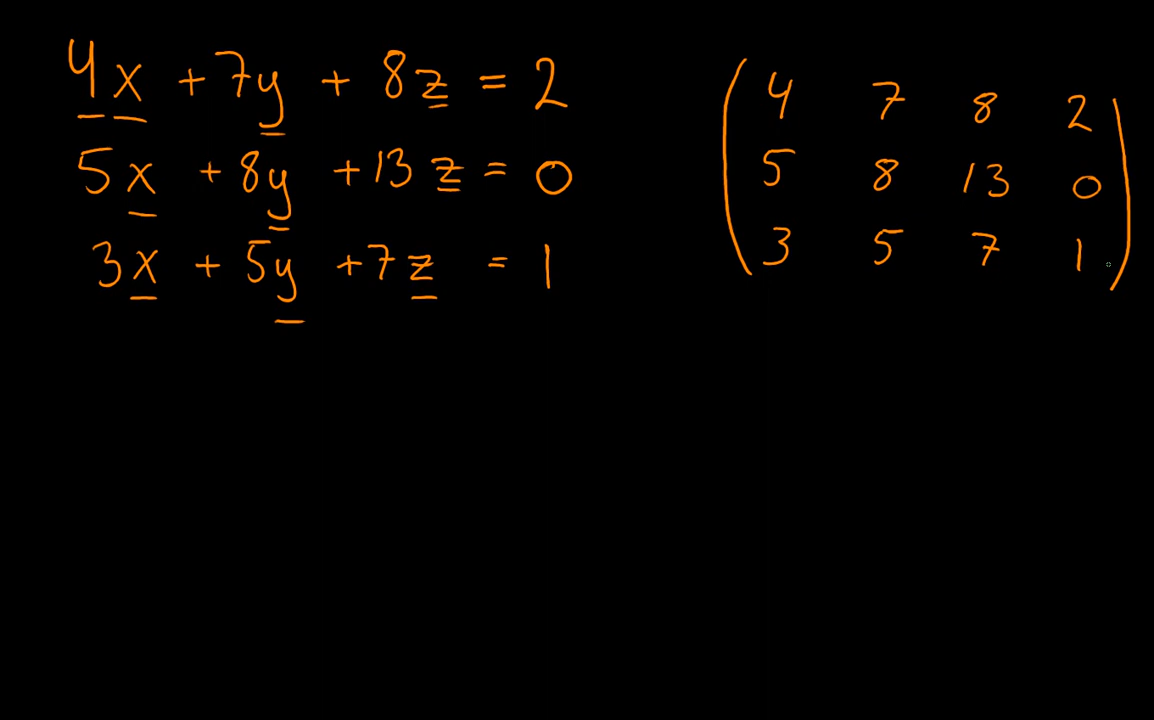 4x + 7y + 8z = 2
5x + 8y + 13z = 0
3x + 5y + 7z = 1
4 7 8 2
5 8 13 0
3 5 7 1